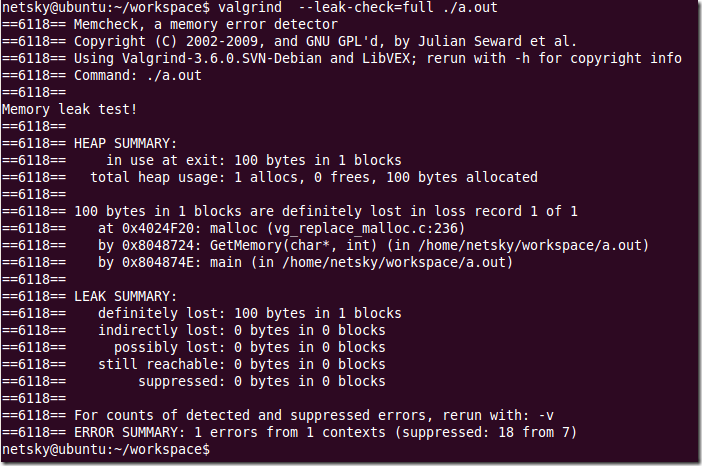 netsky@ubuntu:~/workspace$ valgrind  --leak-check=full ./a.out
==6118== Memcheck, a memory error detector
==6118== Copyright (C) 2002-2009, and GNU GPL'd, by Julian Seward et al.
==6118== Using Valgrind-3.6.0.SVN-Debian and LibVEX; rerun with -h for copyright info
==6118== Command: ./a.out
==6118==
Memory leak test!
==6118==
==6118== HEAP SUMMARY:
==6118==     in use at exit: 100 bytes in 1 blocks
==6118==   total heap usage: 1 allocs, 0 frees, 100 bytes allocated
==6118==
==6118== 100 bytes in 1 blocks are definitely lost in loss record 1 of 1
==6118==    at 0x4024F20: malloc (vg_replace_malloc.c:236)
==6118==    by 0x8048724: GetMemory(char*, int) (in /home/netsky/workspace/a.out)
==6118==    by 0x804874E: main (in /home/netsky/workspace/a.out)
==6118==
==6118== LEAK SUMMARY:
==6118==    definitely lost: 100 bytes in 1 blocks
==6118==    indirectly lost: 0 bytes in 0 blocks
==6118==      possibly lost: 0 bytes in 0 blocks
==6118==    still reachable: 0 bytes in 0 blocks
==6118==         suppressed: 0 bytes in 0 blocks
==6118==
==6118== For counts of detected and suppressed errors, rerun with: -v
==6118== ERROR SUMMARY: 1 errors from 1 contexts (suppressed: 18 from 7)
netsky@ubuntu:~/workspace$